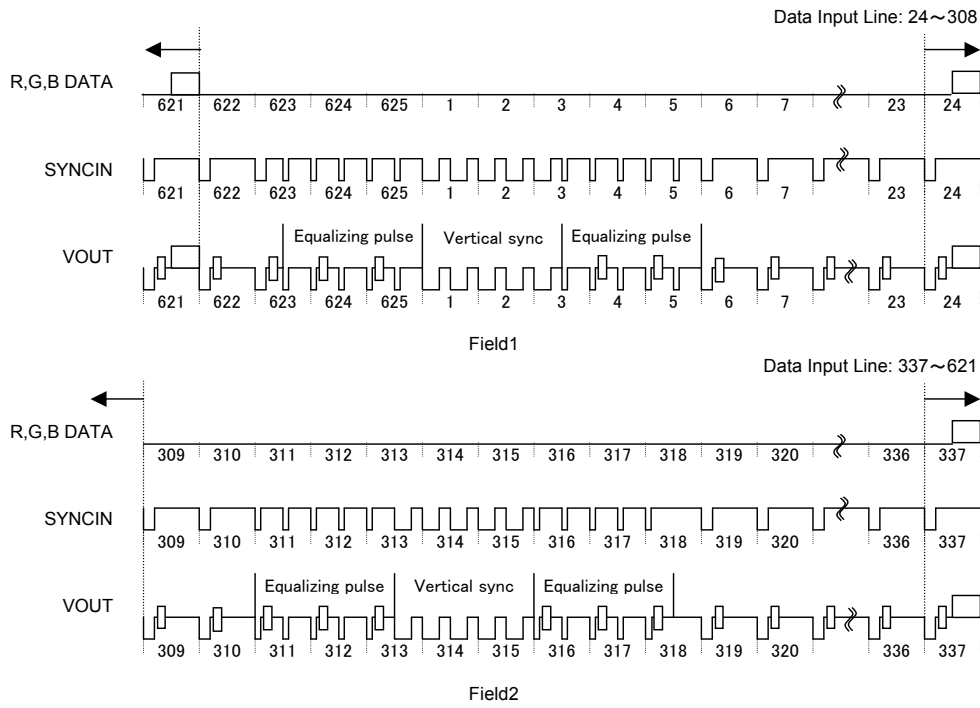 Data Input Line: 24～308
R,G,B DATA
621 622 623 624 625 1 2 3 4 5 6 7 23 24
SYNCIN
621 622 623 624 625 1 2 3 4 5 6 7 23 24
Equalizing pulse Vertical sync Equalizing pulse
VOUT
621 622 623 624 625 1 2 3 4 5 6 7 23 24
Field1
Data Input Line: 337～621
R,G,B DATA
309 310 311 312 313 314 315 316 317 318 319 320 336 337
SYNCIN
309 310 311 312 313 314 315 316 317 318 319 320 336 337
Equalizing pulse Vertical sync Equalizing pulse
VOUT
309 310 311 312 313 314 315 316 317 318 319 320 336 337
Field2